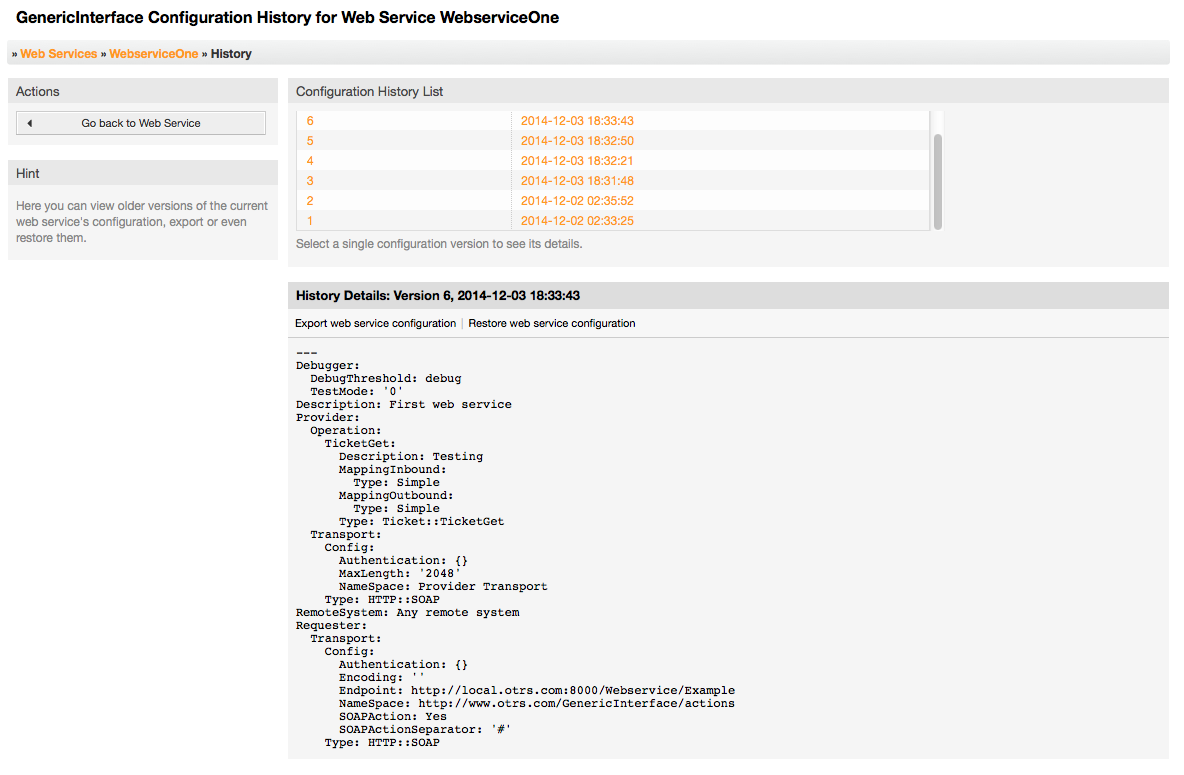 GenericInterface Configuration History for Web Service WebserviceOne
» Web Services » WebserviceOne » History
Actions
Go back to Web Service
Hint
Here you can view older versions of the current
web service's configuration, export or even
restore them.
Configuration History List
6 2014-12-03 18:33:43
5 2014-12-03 18:32:50
4 2014-12-03 18:32:21
3 2014-12-03 18:31:48
2 2014-12-02 02:35:52
1 2014-12-02 02:33:25
Select a single configuration version to see its details.
History Details: Version 6, 2014-12-03 18:33:43
Export web service configuration | Restore web service configuration
---
Debugger:
  DebugThreshold: debug
  TestMode: '0'
Description: First web service
Provider:
  Operation:
    TicketGet:
      Description: Testing
      MappingInbound:
        Type: Simple
      MappingOutbound:
        Type: Simple
      Type: Ticket::TicketGet
  Transport:
    Config:
      Authentication: {}
      MaxLength: '2048'
      NameSpace: Provider Transport
    Type: HTTP::SOAP
RemoteSystem: Any remote system
Requester:
  Transport:
    Config:
      Authentication: {}
      Encoding: ''
      Endpoint: http://local.otrs.com:8000/Webservice/Example
      NameSpace: http://www.otrs.com/GenericInterface/actions
      SOAPAction: Yes
      SOAPActionSeparator: '#'
    Type: HTTP::SOAP